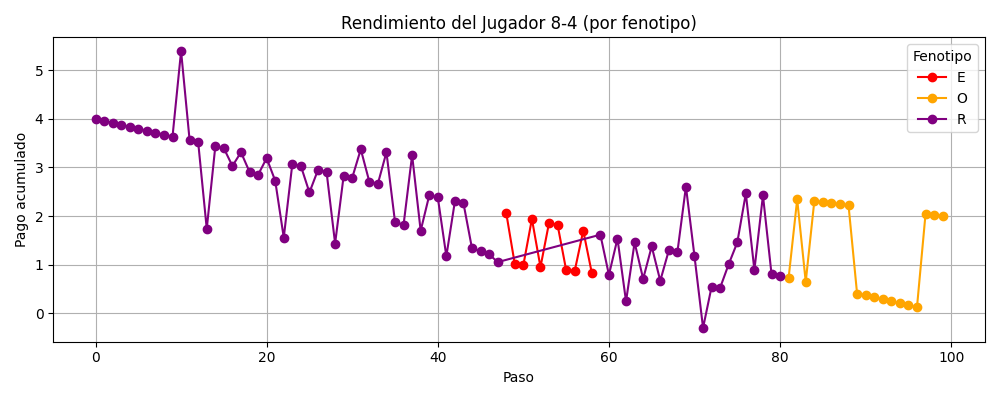 Rendimiento del Jugador 8-4 (por fenotipo)
Pago acumulado
5
4
3
2
1
0
Fenotipo
E
O
R
0 20 40 60 80 100
Paso